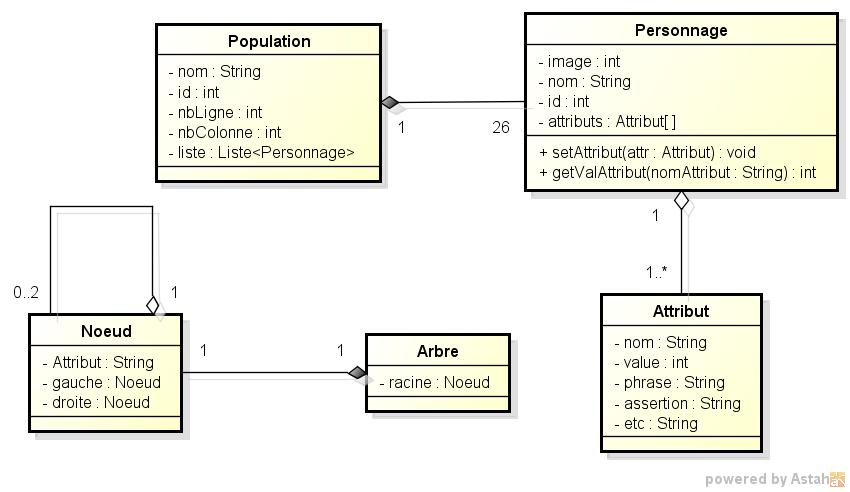 Population
- nom : String
- id : int
- nbLigne : int
- nbColonne : int
- liste : Liste<Personnage>
1
26
Personnage
- image : int
- nom : String
- id : int
- attributs : Attribut[ ]
+ setAttribut(attr : Attribut) : void
+ getValAttribut(nomAttribut : String) : int
1
1..*
Attribut
- nom : String
- value : int
- phrase : String
- assertion : String
- etc : String
0..2
1
Noeud
- Attribut : String
- gauche : Noeud
- droite : Noeud
1
1
Arbre
- racine : Noeud
powered by Astah